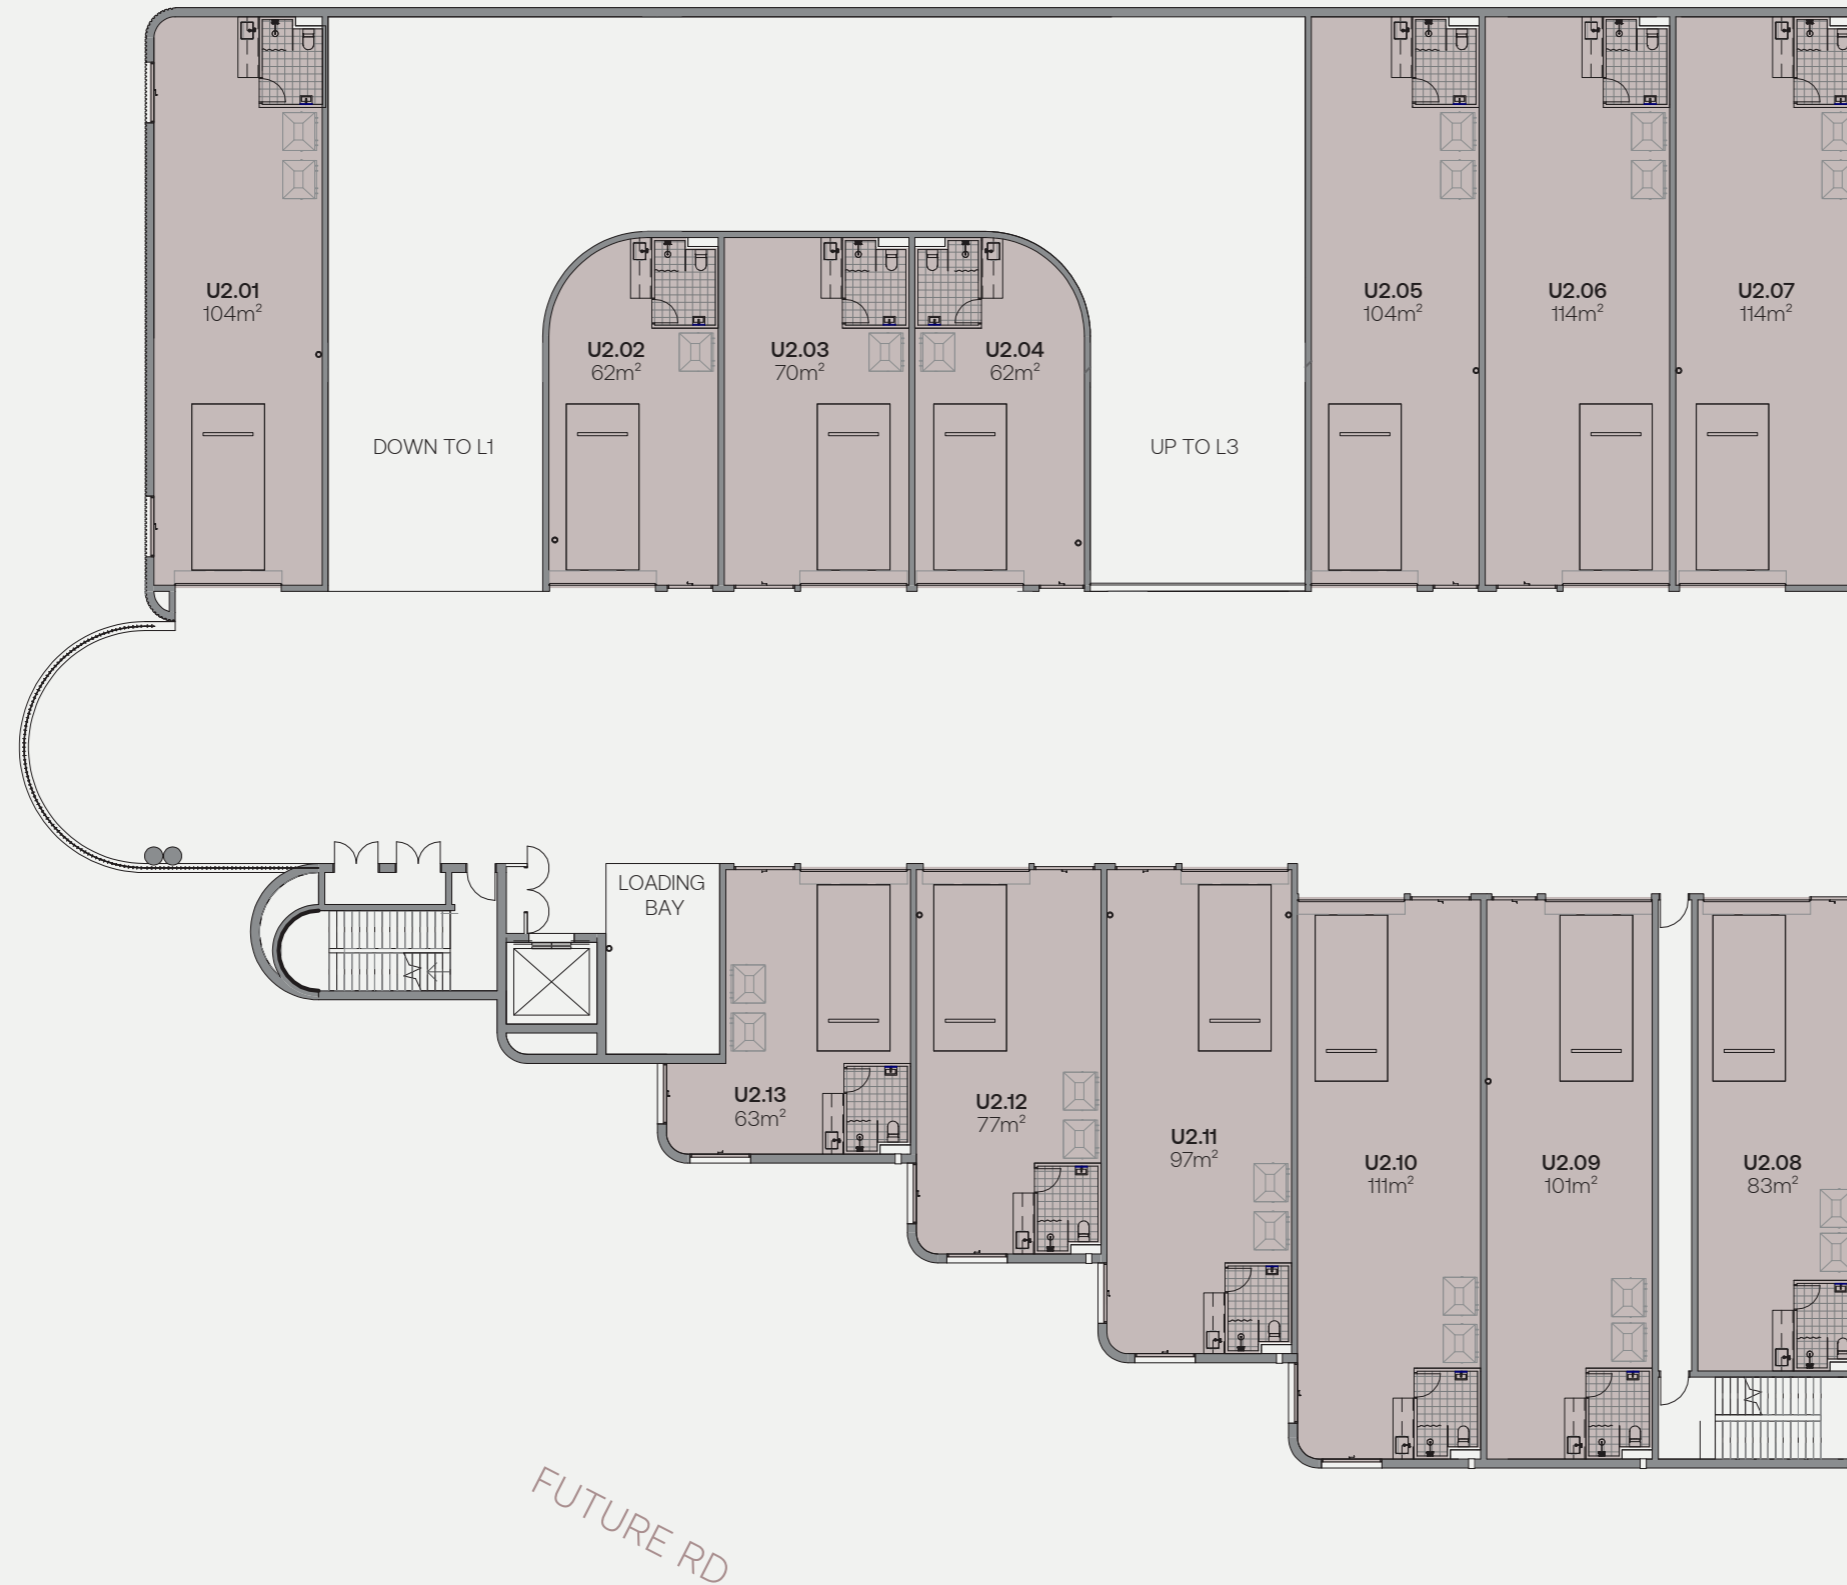 U2.01
104m²
U2.02
62m²
U2.03
70m²
U2.04
62m²
U2.05
104m²
U2.06
114m²
U2.07
114m²
DOWN TO L1
UP TO L3
LOADING
BAY
U2.13
63m²
U2.12
77m²
U2.11
97m²
U2.10
111m²
U2.09
101m²
U2.08
83m²
FUTURE RD